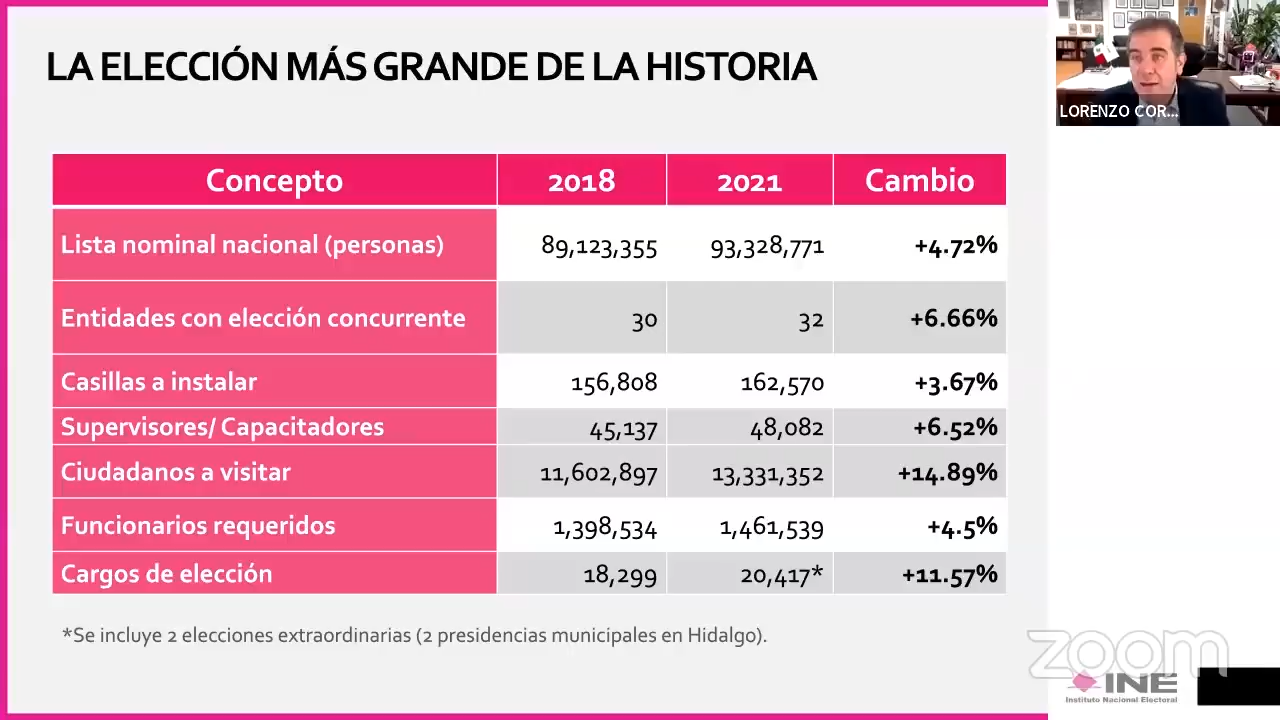 LA ELECCIÓN MÁS GRANDE DE LA HISTORIA
LORENZO COR...
Concepto 2018 2021 Cambio
Lista nominal nacional (personas) 89,123,355 93,328,771 +4.72%
Entidades con elección concurrente 30 32 +6.66%
Casillas a instalar 156,808 162,570 +3.67%
Supervisores/ Capacitadores 45,137 48,082 +6.52%
Ciudadanos a visitar 11,602,897 13,331,352 +14.89%
Funcionarios requeridos 1,398,534 1,461,539 +4.5%
Cargos de elección 18,299 20,417* +11.57%
*Se incluye 2 elecciones extraordinarias (2 presidencias municipales en Hidalgo).
zoom
INE
Instituto Nacional Electoral